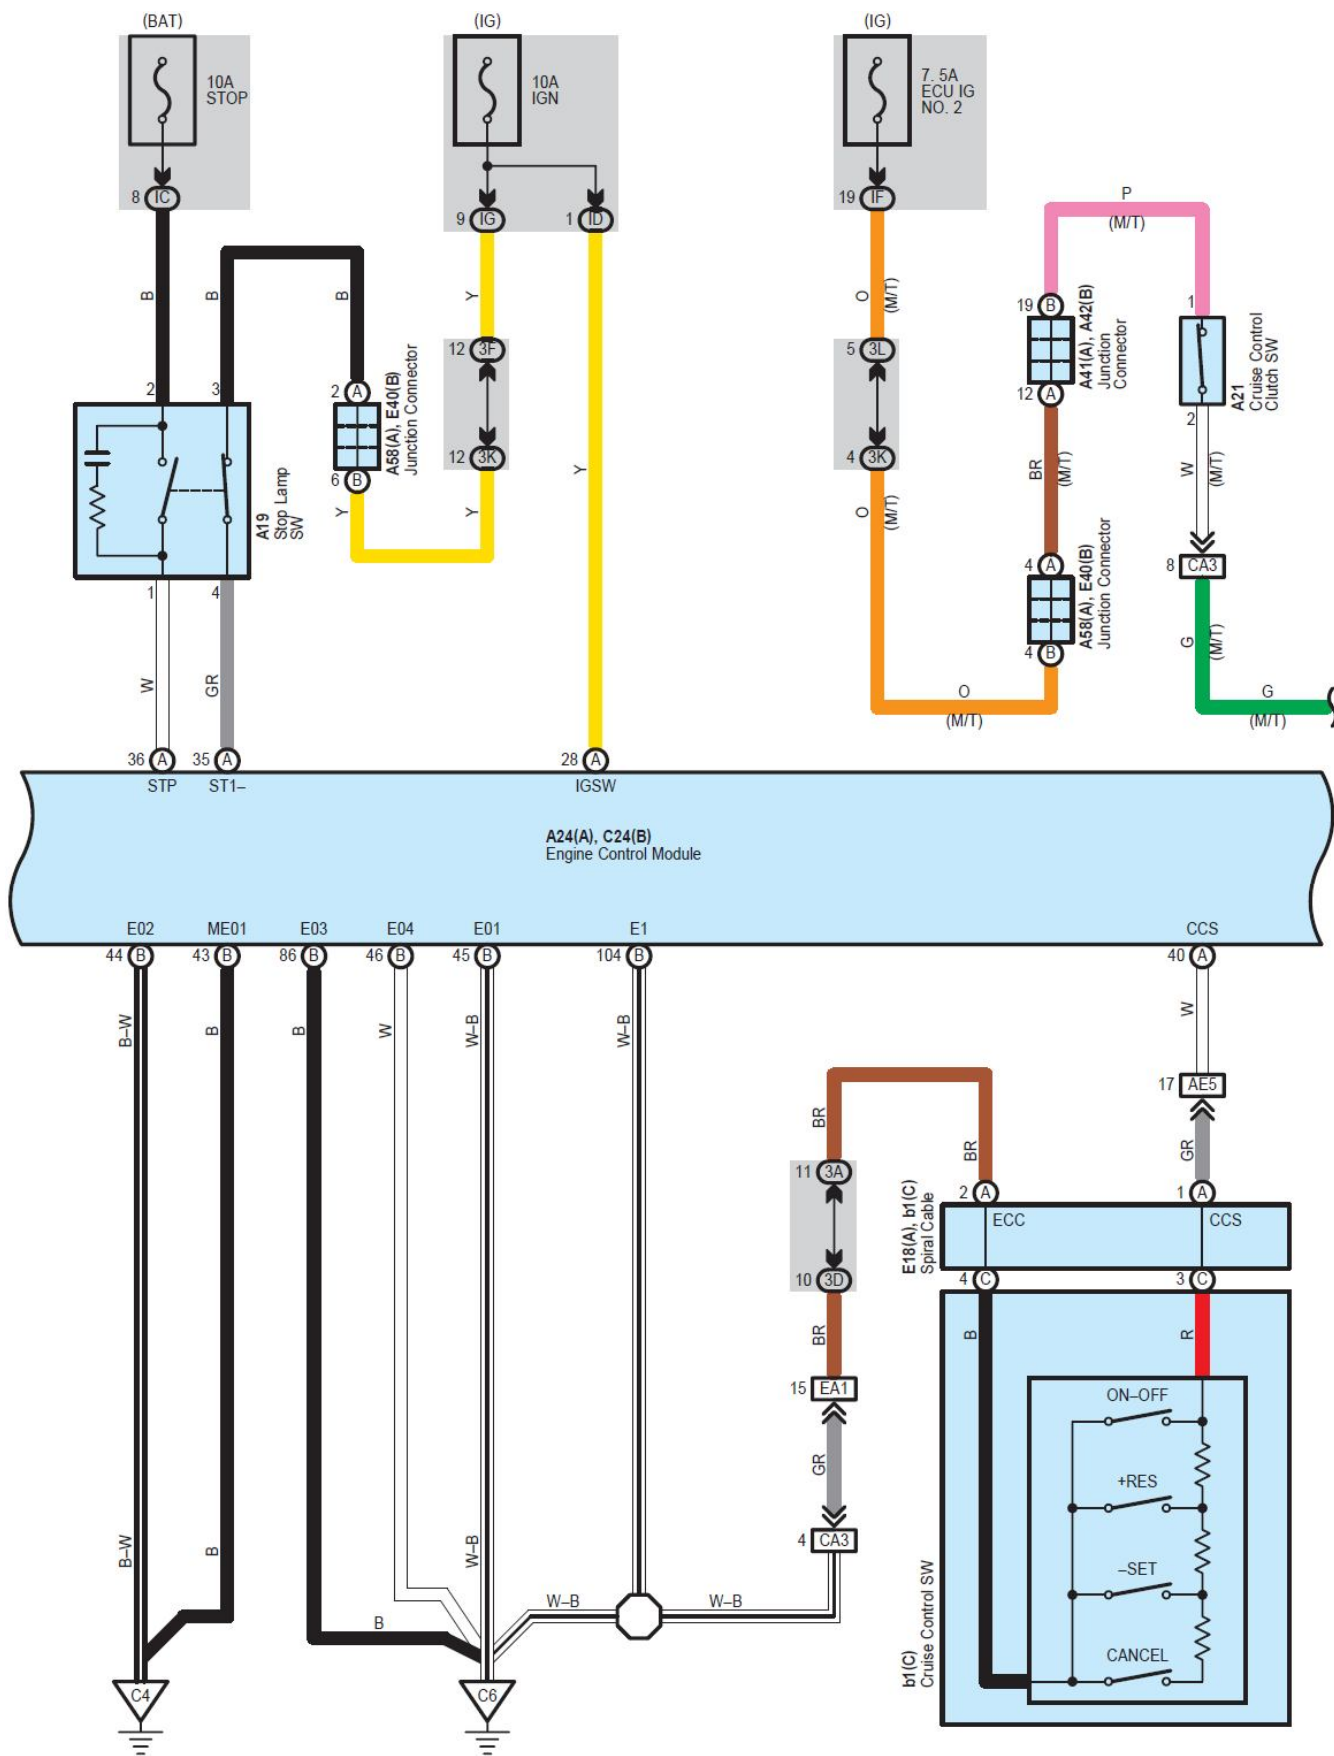 (BAT)
(IG)
(IG)
10A
STOP
10A
IGN
7. 5A
ECU IG
NO. 2
8 IC
9 IG
1 ID
19 IF
P
(M/T)
B
B
B
Y
O
(M/T)
19 B
A41(A), A42(B)
Junction
Connector
12 A
1
A21
Cruise Control
Clutch SW
2
12 3F
12 3K
5 3L
4 3K
2
3
2 A
A58(A), E40(B)
Junction Connector
6 B
A19
Stop Lamp
SW
Y
Y
Y
O
(M/T)
BR
(M/T)
W
(M/T)
8 CA3
4 A
A58(A), E40(B)
Junction Connector
4 B
1
4
W
GR
O
(M/T)
G
(M/T)
G
(M/T)
36 A
35 A
28 A
STP
ST1–
IGSW
A24(A), C24(B)
Engine Control Module
E02
ME01
E03
E04
E01
E1
CCS
44 B
43 B
86 B
46 B
45 B
104 B
40 A
B–W
B
B
W
W–B
W–B
W
17 AE5
GR
BR
BR
11 3A
10 3D
2 A
1 A
ECC
CCS
E18(A), b1(C)
Spiral Cable
4 C
3 C
BR
B
R
15 EA1
GR
4 CA3
ON–OFF
+RES
–SET
CANCEL
b1(C)
Cruise Control SW
B–W
B
W–B
B
W–B
W–B
C4
C6